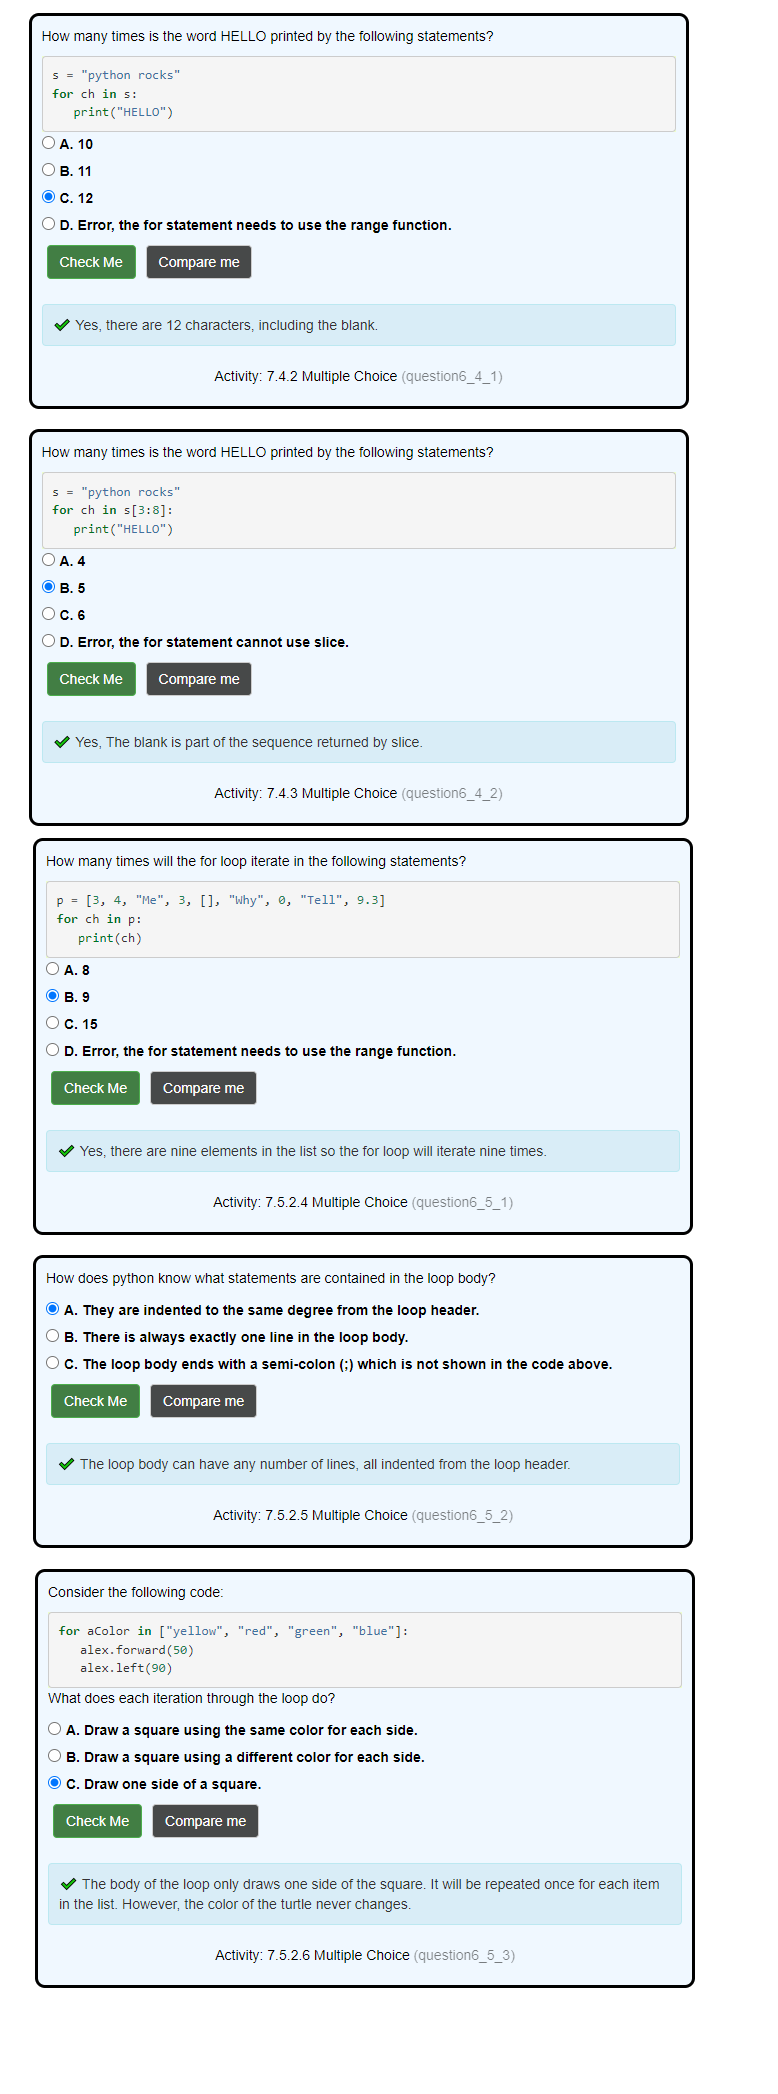 How many times is the word HELLO printed by the following statements?
s = "python rocks"
for ch in s:
   print("HELLO")
A. 10
B. 11
C. 12
D. Error, the for statement needs to use the range function.
Check Me Compare me
Yes, there are 12 characters, including the blank.
Activity: 7.4.2 Multiple Choice (question6_4_1)
How many times is the word HELLO printed by the following statements?
s = "python rocks"
for ch in s[3:8]:
   print("HELLO")
A. 4
B. 5
C. 6
D. Error, the for statement cannot use slice.
Check Me Compare me
Yes, The blank is part of the sequence returned by slice.
Activity: 7.4.3 Multiple Choice (question6_4_2)
How many times will the for loop iterate in the following statements?
p = [3, 4, "Me", 3, [], "Why", 0, "Tell", 9.3]
for ch in p:
   print(ch)
A. 8
B. 9
C. 15
D. Error, the for statement needs to use the range function.
Check Me Compare me
Yes, there are nine elements in the list so the for loop will iterate nine times.
Activity: 7.5.2.4 Multiple Choice (question6_5_1)
How does python know what statements are contained in the loop body?
A. They are indented to the same degree from the loop header.
B. There is always exactly one line in the loop body.
C. The loop body ends with a semi-colon (;) which is not shown in the code above.
Check Me Compare me
The loop body can have any number of lines, all indented from the loop header.
Activity: 7.5.2.5 Multiple Choice (question6_5_2)
Consider the following code:
for aColor in ["yellow", "red", "green", "blue"]:
   alex.forward(50)
   alex.left(90)
What does each iteration through the loop do?
A. Draw a square using the same color for each side.
B. Draw a square using a different color for each side.
C. Draw one side of a square.
Check Me Compare me
The body of the loop only draws one side of the square. It will be repeated once for each item
in the list. However, the color of the turtle never changes.
Activity: 7.5.2.6 Multiple Choice (question6_5_3)